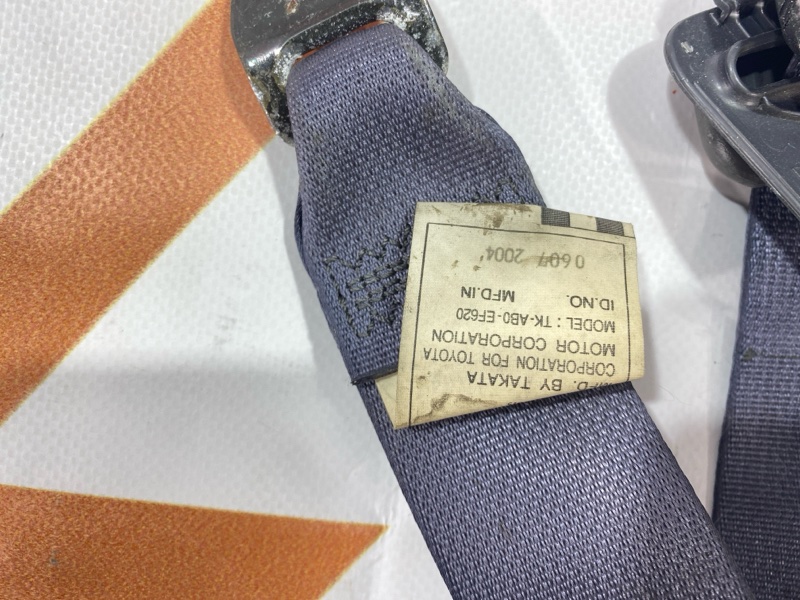 MFD. BY TAKATA
CORPORATION FOR TOYOTA
MOTOR CORPORATION
MODEL : TK-AB0-EF620
ID.NO. MFD.IN
0607 2004